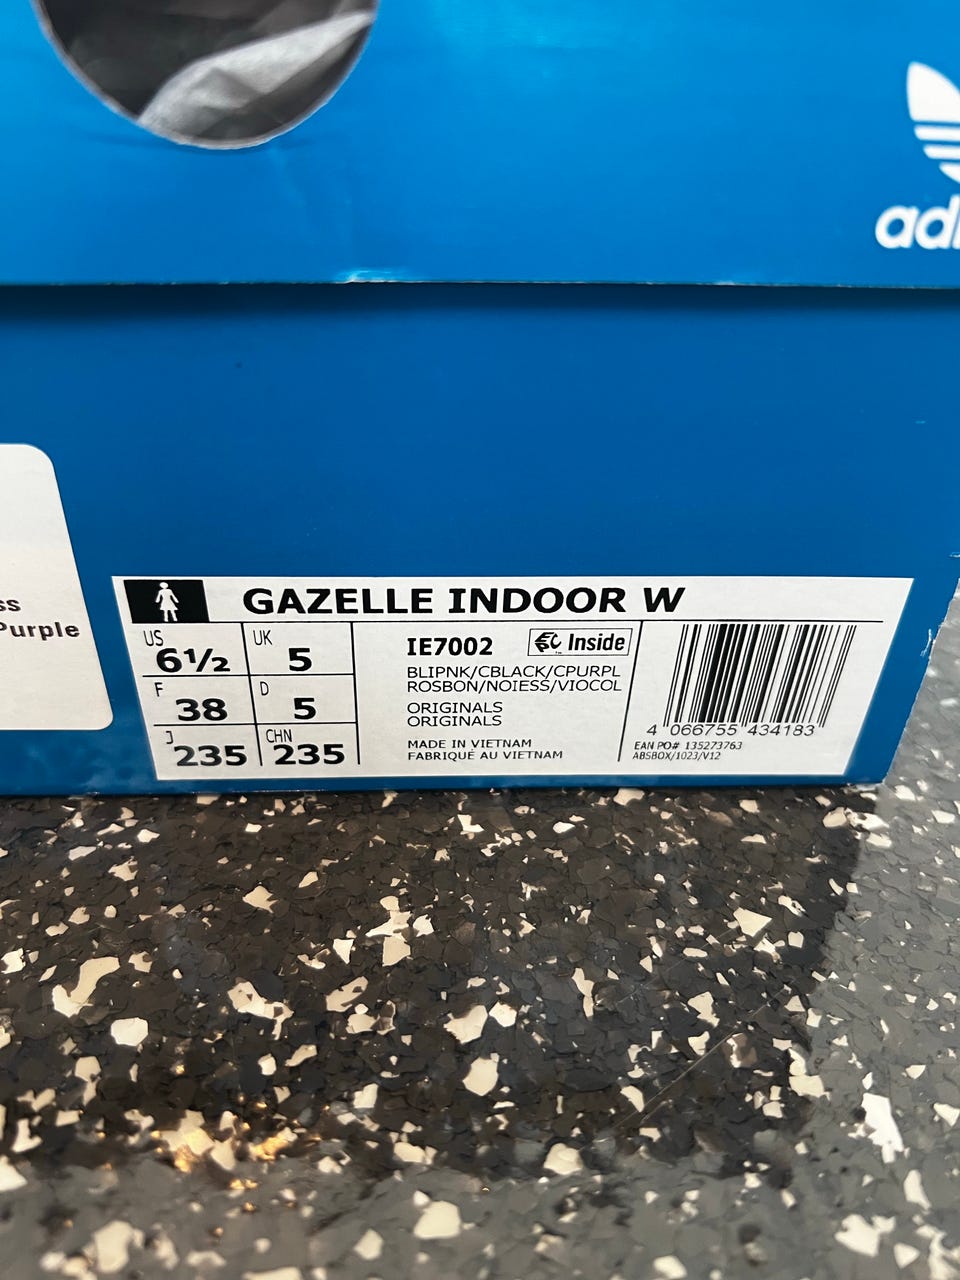 adi
ss
Purple
GAZELLE INDOOR W
US 6½ UK 5
F 38 D 5
J 235 CHN 235
IE7002 Inside
BLIPNK/CBLACK/CPURPL
ROSBON/NOIESS/VIOCOL
ORIGINALS
ORIGINALS
MADE IN VIETNAM
FABRIQUÉ AU VIETNAM
4 066755 434183
EAN PO# 135273763
ABSBOX/1023/V12